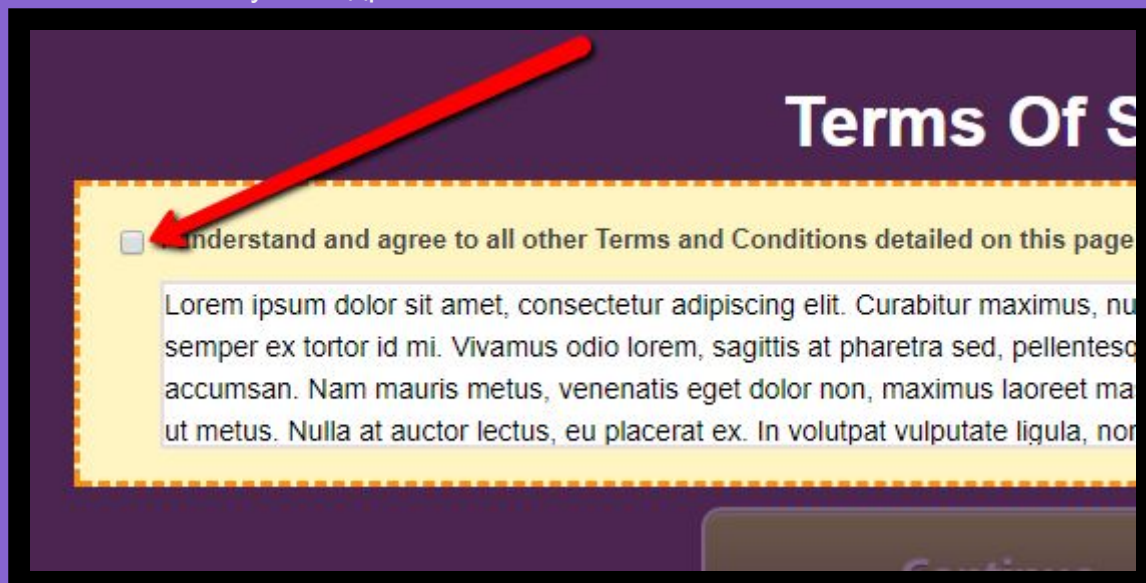 Terms Of S
understand and agree to all other Terms and Conditions detailed on this page
Lorem ipsum dolor sit amet, consectetur adipiscing elit. Curabitur maximus, nu
semper ex tortor id mi. Vivamus odio lorem, sagittis at pharetra sed, pellentesq
accumsan. Nam mauris metus, venenatis eget dolor non, maximus laoreet ma
ut metus. Nulla at auctor lectus, eu placerat ex. In volutpat vulputate ligula, non